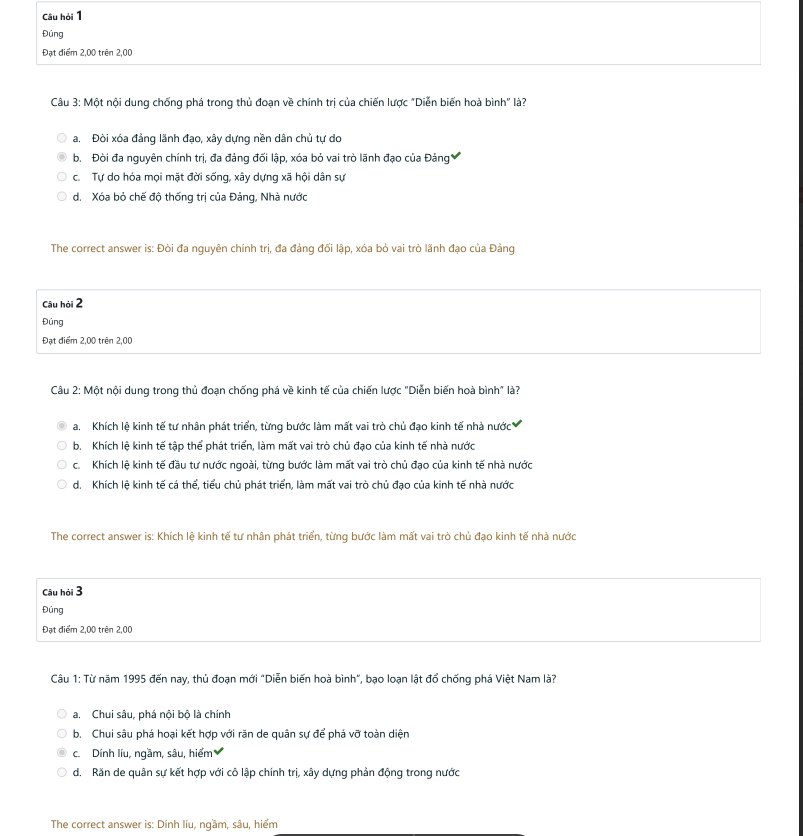 Câu hỏi 1
Đúng
Đạt điểm 2,00 trên 2,00
Câu 3: Một nội dung chống phá trong thủ đoạn về chính trị của chiến lược "Diễn biến hoà bình" là?
a. Đòi xóa đảng lãnh đạo, xây dựng nền dân chủ tự do
b. Đòi đa nguyên chính trị, đa đảng đối lập, xóa bỏ vai trò lãnh đạo của Đảng
c. Tự do hóa mọi mặt đời sống, xây dựng xã hội dân sự
d. Xóa bỏ chế độ thống trị của Đảng, Nhà nước
The correct answer is: Đòi đa nguyên chính trị, đa đảng đối lập, xóa bỏ vai trò lãnh đạo của Đảng
Câu hỏi 2
Đúng
Đạt điểm 2,00 trên 2,00
Câu 2: Một nội dung trong thủ đoạn chống phá về kinh tế của chiến lược "Diễn biến hoà bình" là?
a. Khích lệ kinh tế tư nhân phát triển, từng bước làm mất vai trò chủ đạo kinh tế nhà nước
b. Khích lệ kinh tế tập thể phát triển, làm mất vai trò chủ đạo của kinh tế nhà nước
c. Khích lệ kinh tế đầu tư nước ngoài, từng bước làm mất vai trò chủ đạo của kinh tế nhà nước
d. Khích lệ kinh tế cá thể, tiểu chủ phát triển, làm mất vai trò chủ đạo của kinh tế nhà nước
The correct answer is: Khích lệ kinh tế tư nhân phát triển, từng bước làm mất vai trò chủ đạo kinh tế nhà nước
Câu hỏi 3
Đúng
Đạt điểm 2,00 trên 2,00
Câu 1: Từ năm 1995 đến nay, thủ đoạn mới "Diễn biến hoà bình", bạo loạn lật đổ chống phá Việt Nam là?
a. Chui sâu, phá nội bộ là chính
b. Chui sâu phá hoại kết hợp với răn đe quân sự để phá vỡ toàn diện
c. Dính líu, ngầm, sâu, hiểm
d. Răn đe quân sự kết hợp với cô lập chính trị, xây dựng phản động trong nước
The correct answer is: Dính líu, ngầm, sâu, hiểm